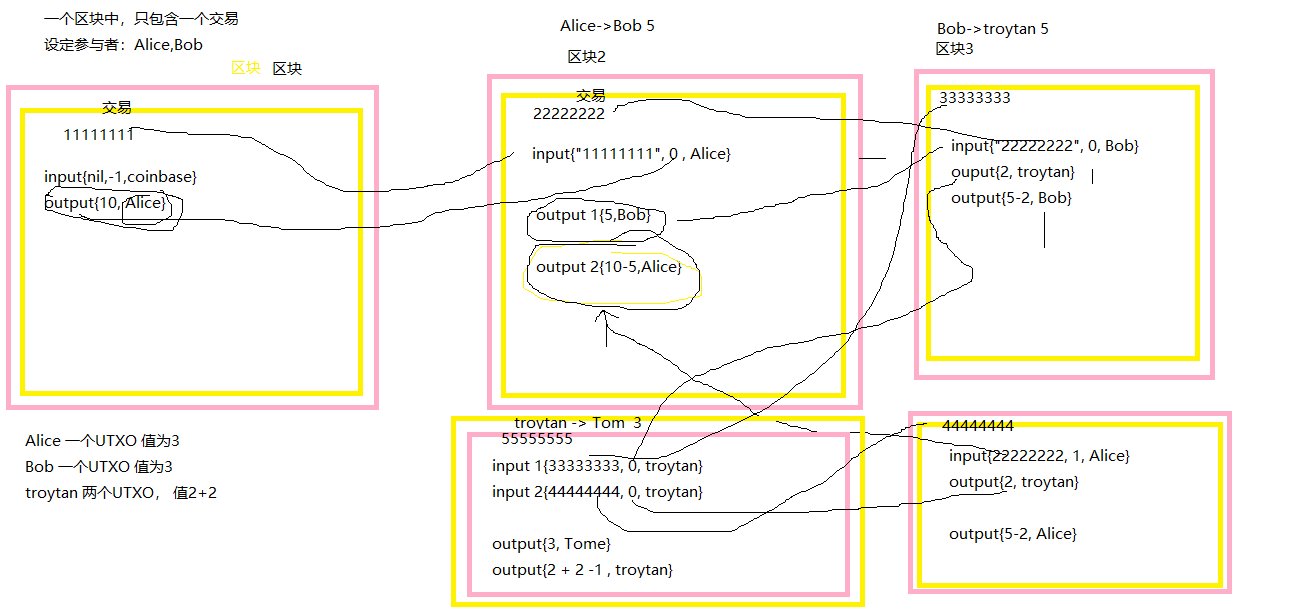 一个区块中，只包含一个交易
设定参与者：Alice,Bob
区块 区块
交易
11111111
input{nil,-1,coinbase}
output{10, Alice}
Alice->Bob 5
区块2
交易
22222222
input{"11111111", 0 , Alice}
output 1{5,Bob}
output 2{10-5,Alice}
Bob->troytan 5
区块3
33333333
input{"22222222", 0, Bob}
ouput{2, troytan}
output{5-2, Bob}
Alice 一个UTXO 值为3
Bob 一个UTXO 值为3
troytan 两个UTXO， 值2+2
troytan -> Tom 3
55555555
input 1{33333333, 0, troytan}
input 2{44444444, 0, troytan}
output{3, Tome}
output{2 + 2 -1 , troytan}
44444444
input{22222222, 1, Alice}
output{2, troytan}
output{5-2, Alice}